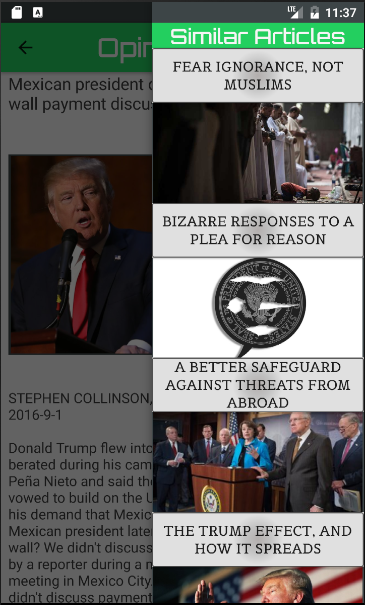 LTE 11:37
Opin
Similar Articles
Mexican president
wall payment discu
STEPHEN COLLINSON,
2016-9-1
Donald Trump flew into
berated during his cam
Peña Nieto and said the
vowed to build on the U
his demand that Mexic
Mexican president later
wall? We didn't discuss
by a reporter during a n
meeting in Mexico City.
didn't discuss payment
FEAR IGNORANCE, NOT
MUSLIMS
BIZARRE RESPONSES TO A
PLEA FOR REASON
A BETTER SAFEGUARD
AGAINST THREATS FROM
ABROAD
THE TRUMP EFFECT, AND
HOW IT SPREADS